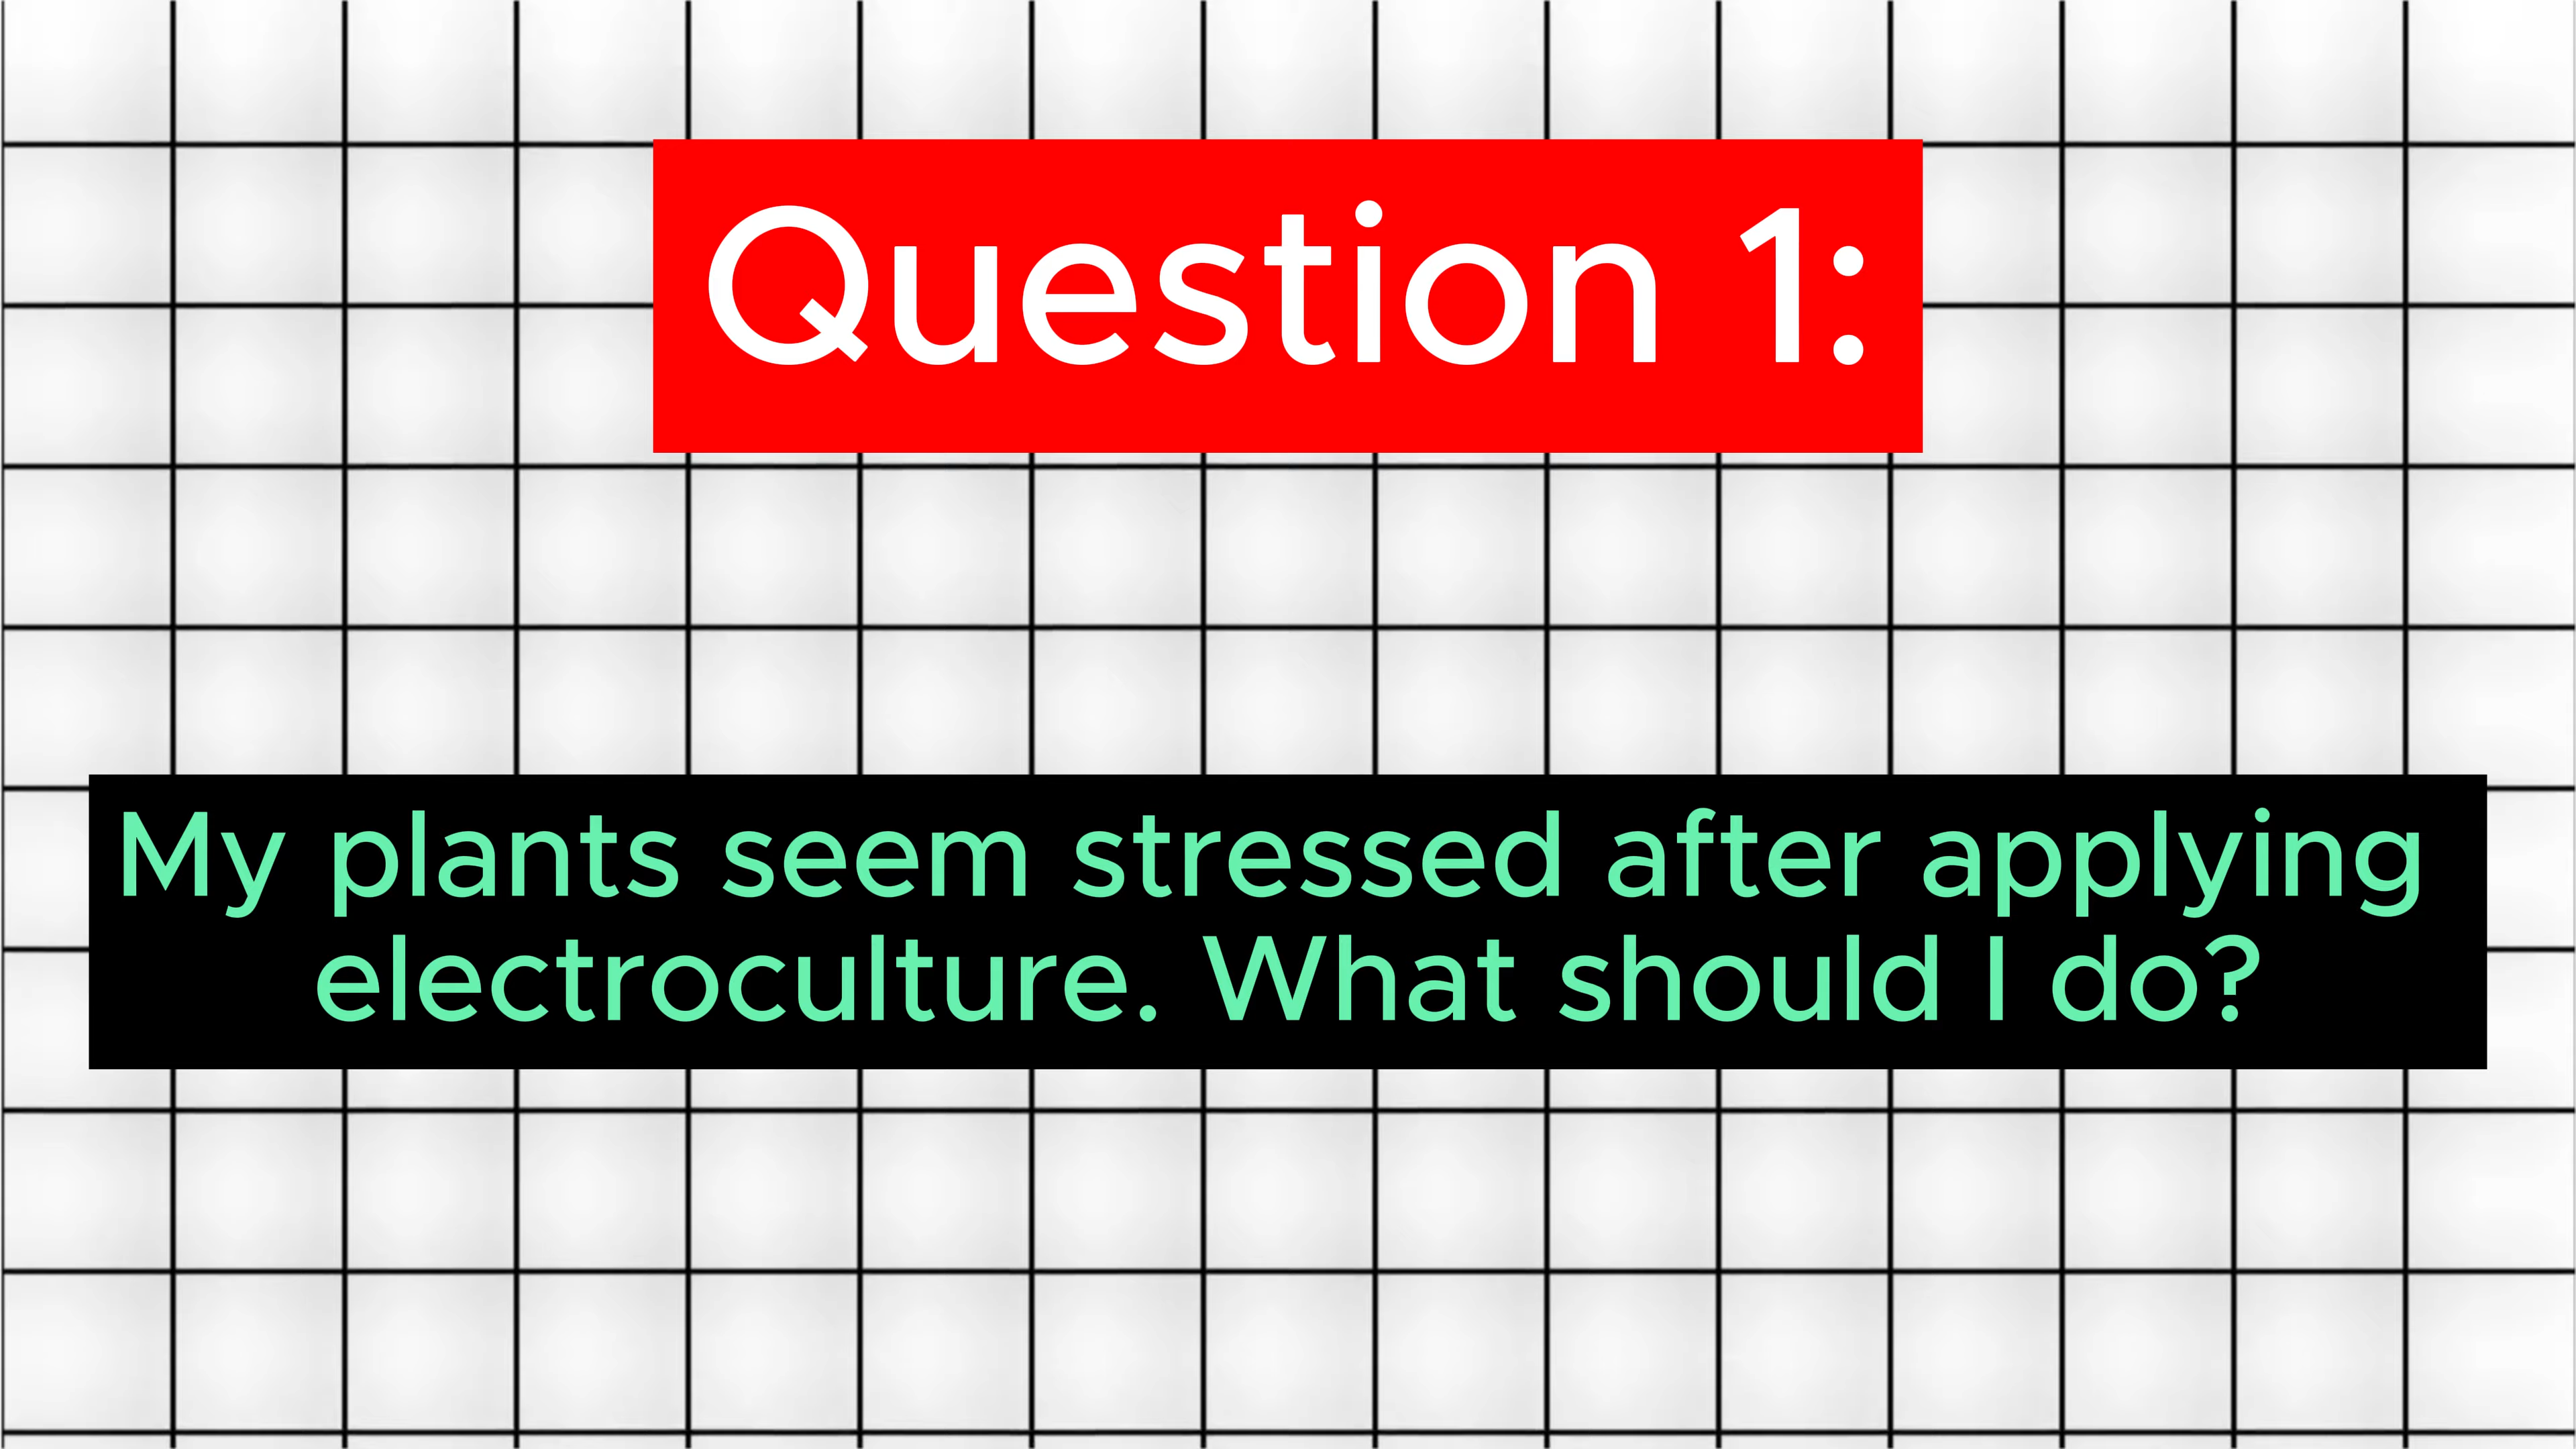 Question 1:
My plants seem stressed after applying
electroculture. What should I do?